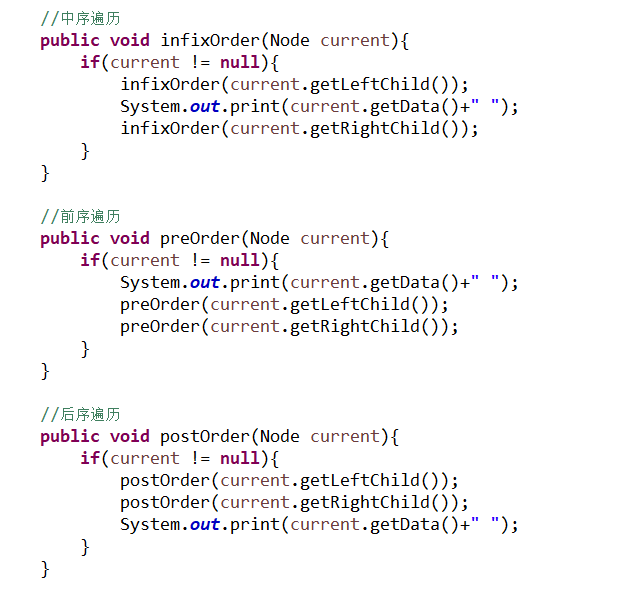 //中序遍历
public void infixOrder(Node current){
    if(current != null){
        infixOrder(current.getLeftChild());
        System.out.print(current.getData()+" ");
        infixOrder(current.getRightChild());
    }
}

//前序遍历
public void preOrder(Node current){
    if(current != null){
        System.out.print(current.getData()+" ");
        preOrder(current.getLeftChild());
        preOrder(current.getRightChild());
    }
}

//后序遍历
public void postOrder(Node current){
    if(current != null){
        postOrder(current.getLeftChild());
        postOrder(current.getRightChild());
        System.out.print(current.getData()+" ");
    }
}